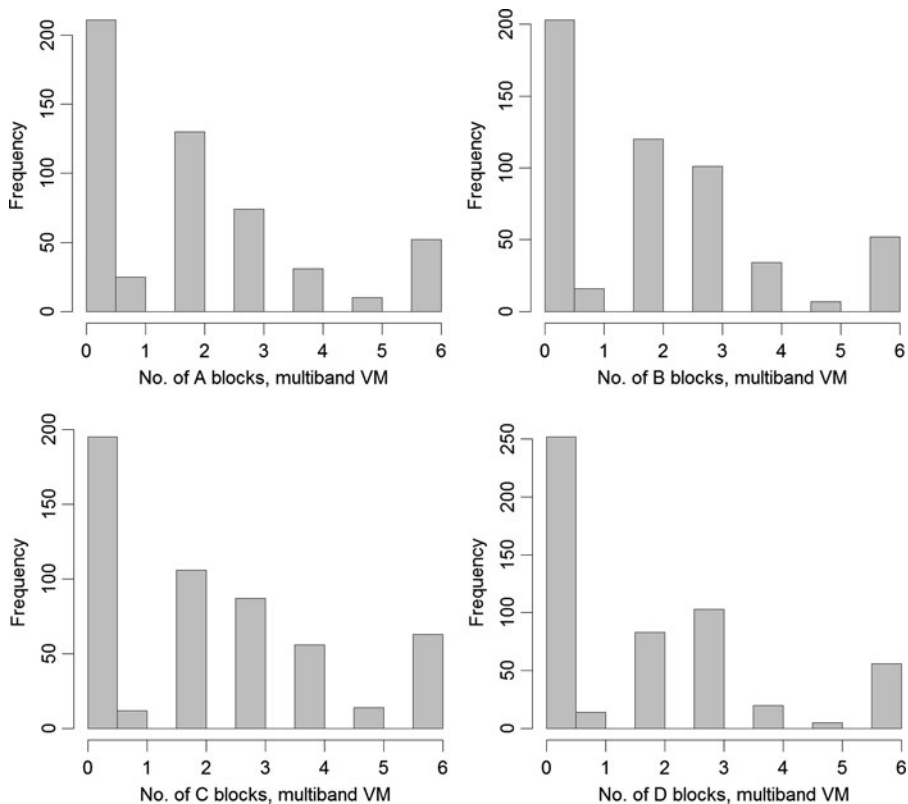 Frequency
200
150
100
50
0
0 1 2 3 4 5 6
No. of A blocks, multiband VM
Frequency
200
150
100
50
0
0 1 2 3 4 5 6
No. of B blocks, multiband VM
Frequency
200
150
100
50
0
0 1 2 3 4 5 6
No. of C blocks, multiband VM
Frequency
250
200
150
100
50
0
0 1 2 3 4 5 6
No. of D blocks, multiband VM